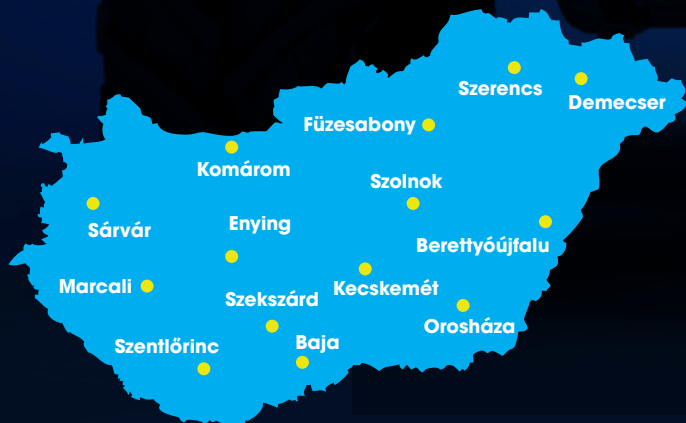 Szerencs
Demecser
Füzesabony
Komárom
Szolnok
Sárvár
Enying
Berettyóújfalu
Marcali
Kecskemét
Szekszárd
Orosháza
Szentlőrinc
Baja